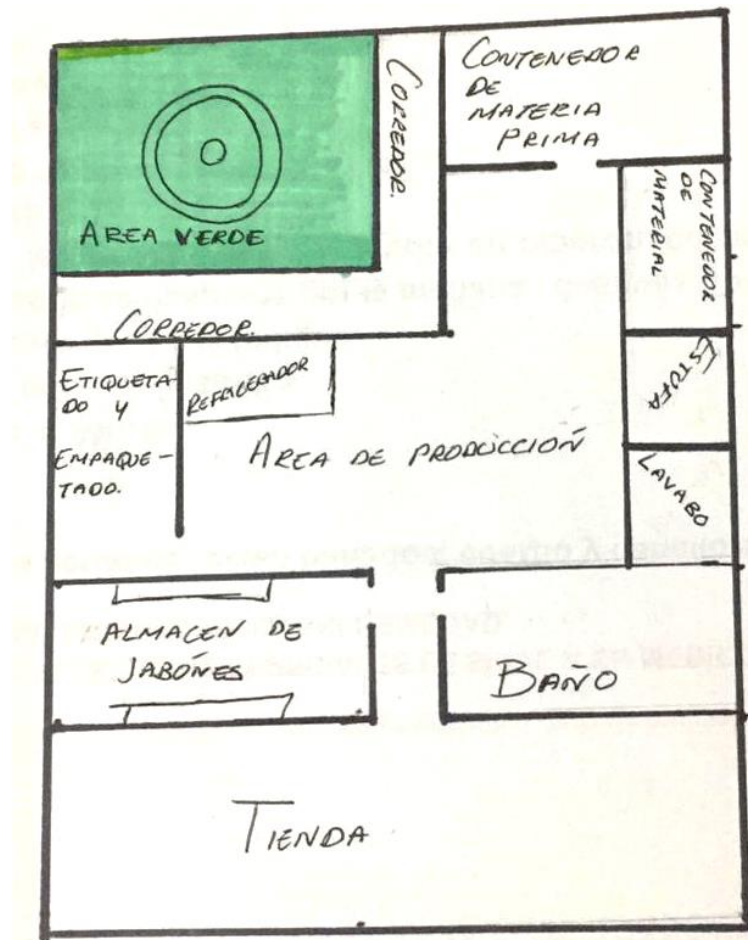 CONTENEDOR
DE
MATERIA
PRIMA
CORREDOR.
AREA VERDE
CONTENEDOR
DE
MATERIAL
CORREDOR.
ESTUFA
ETIQUETA-
DO Y
EMPAQUE-
TADO.
REFRIGERADOR
AREA DE PRODUCCIÓN
LAVABO
ALMACEN DE
JABÓNES
BAÑO
TIENDA